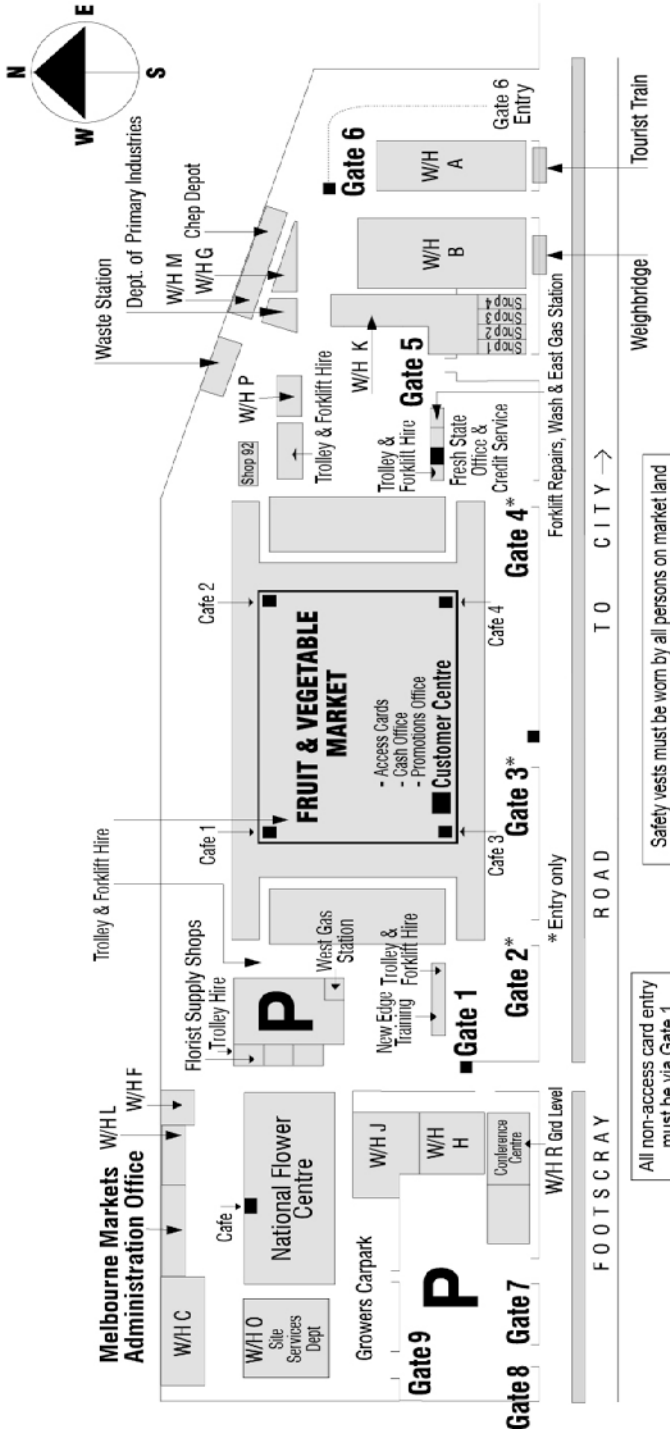 N
W
E
S
Melbourne Markets
Administration Office
W/H L
W/H F
Trolley & Forklift Hire
Waste Station
Dept. of Primary Industries
W/H M
W/H G
Chep Depot
W/H C
Florist Supply Shops
Trolley Hire
Cafe 1
Cafe 2
Shop 92
W/H P
Trolley & Forklift Hire
Gate 6
Gate 6
Entry
Cafe
National Flower
Centre
W/H O
Site
Services
Dept
P
West Gas
Station
FRUIT & VEGETABLE
MARKET
- Access Cards
- Cash Office
- Promotions Office
Customer Centre
W/H K
Gate 5
W/H
B
W/H
A
Growers Carpark
Gate9
W/H J
W/H
H
New Edge
Training
Trolley &
Forklift Hire
Trolley &
Forklift Hire
Fresh State
Office &
Credit Service
Shop 1
Shop 2
Shop 3
Shop 4
P
Conference
Centre
Gate 1
Cafe 3
Cafe 4
Gate 8
Gate 7
W/H R Grd Level
Gate 2*
Gate 3*
Gate 4*
* Entry only
Forklift Repairs, Wash & East Gas Station
FOOTSCRAY
ROAD
TO CITY →
Weighbridge
Tourist Train
All non-access card entry
must be via Gate 1
Safety vests must be worn by all persons on market land